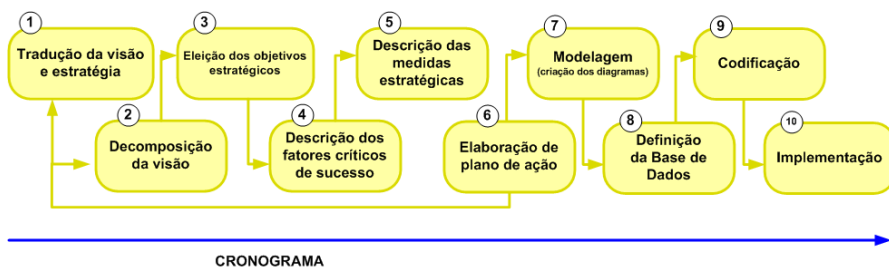 1
Tradução da visão
e estratégia
2
Decomposição
da visão
3
Eleição dos objetivos
estratégicos
4
Descrição dos
fatores críticos
de sucesso
5
Descrição das
medidas
estratégicas
6
Elaboração de
plano de ação
7
Modelagem
(criação dos diagramas)
8
Definição
da Base de
Dados
9
Codificação
10
Implementação
CRONOGRAMA